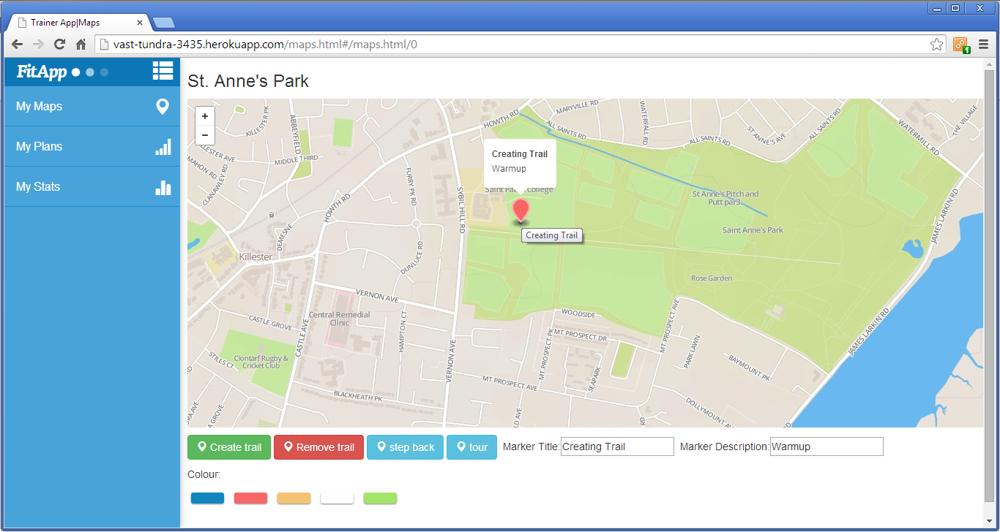 Trainer App|Maps
vast-tundra-3435.herokuapp.com/maps.html#/maps.html/0
1
FitApp
My Maps
My Plans
My Stats
St. Anne's Park
+
−
KILLESTER PK
ABBEYFIELD
HOWTH RD
MARYVILLE RD
WATERFALL RD
ALL SAINTS RD
ALL SAINTS RD
ST ANNE'S AVE
ALL SAINTS RD
WATERMILL RD
THE VILLAGE
KILLESTER AVE
MIDDLE THIRD
MAHON RD
CLANAWLEY RD
Creating Trail
Warmup
FURRY PK RD
SYBIL HILL RD
HOWTH RD
St Anne's Pitch and
Putt par3.
Saint Anne's Park
JAMES LARKIN RD
Creating Trail
DEMESNE
Killester
DUNLUCE RD
Rose Garden
VERNON AVE
Central Remedial
Clinic
CASTLE GROVE
CASTLE AVE
HAMPTON CT
WOODSIDE
MT PROSPECT DR
MT PROSPECT PK
MT PROSPECT AVE
PARK LAWN
JAMES LARKIN RD
STILES CT
Clontarf Rugby &
Cricket Club
VERNON AVE
SEAPARK
BAYMOUNT PK
MT PROSPECT AVE
BLACKHEATH PK
DOLLYMOUNT AVE
Create trail
Remove trail
step back
tour
Marker Title:
Creating Trail
Marker Description:
Warmup
Colour: